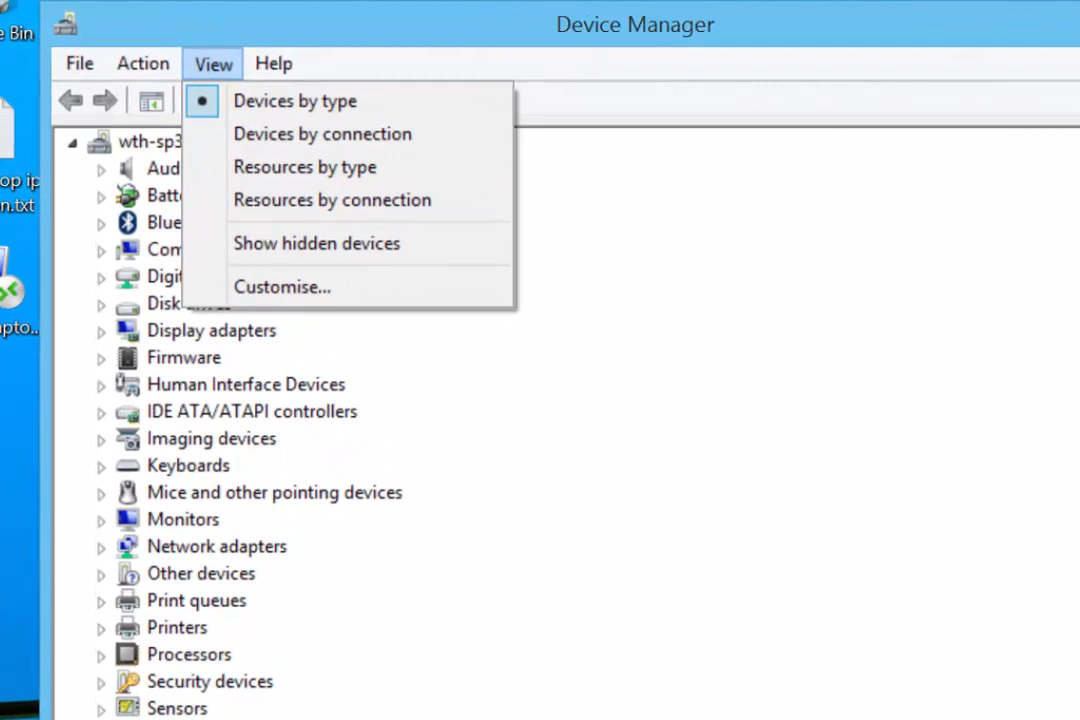 Device Manager
e Bin
File Action View Help
Devices by type
Devices by connection
Resources by type
Resources by connection
Show hidden devices
Customise...
wth-sp3
Aud
Batt
Blue
Com
Digit
Disk drives
Display adapters
Firmware
Human Interface Devices
IDE ATA/ATAPI controllers
Imaging devices
Keyboards
Mice and other pointing devices
Monitors
Network adapters
Other devices
Print queues
Printers
Processors
Security devices
Sensors
op ip
n.txt
pto...